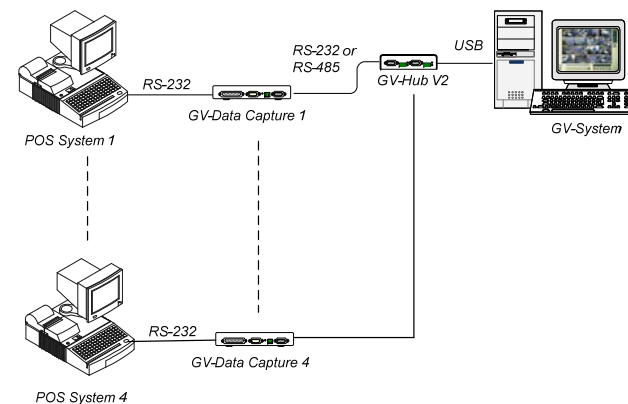 RS-232 or
RS-485
USB
RS-232
GV-Hub V2
GV-Data Capture 1
GV-System
POS System 1
RS-232
GV-Data Capture 4
POS System 4